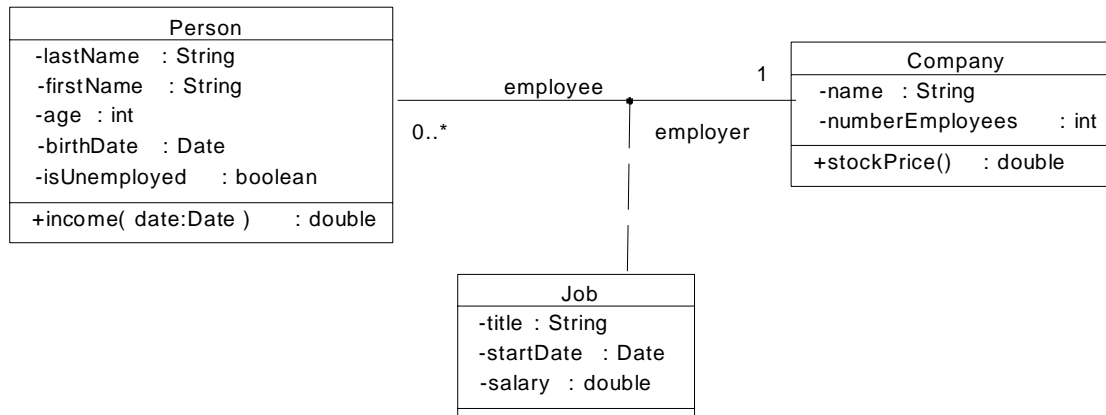 Person
-lastName : String
-firstName : String
-age : int
-birthDate : Date
-isUnemployed : boolean
+income( date:Date ) : double
employee
0..*
1
employer
Company
-name : String
-numberEmployees : int
+stockPrice() : double
Job
-title : String
-startDate : Date
-salary : double